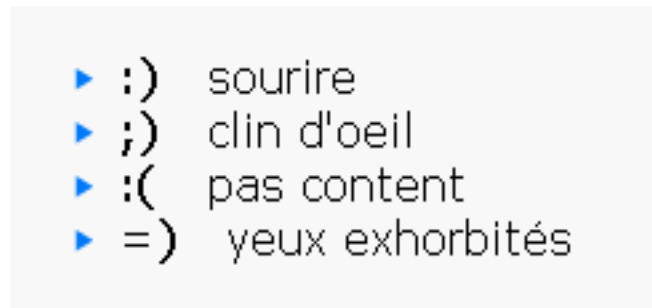 :) sourire
;) clin d'oeil
:( pas content
=) yeux exhorbités